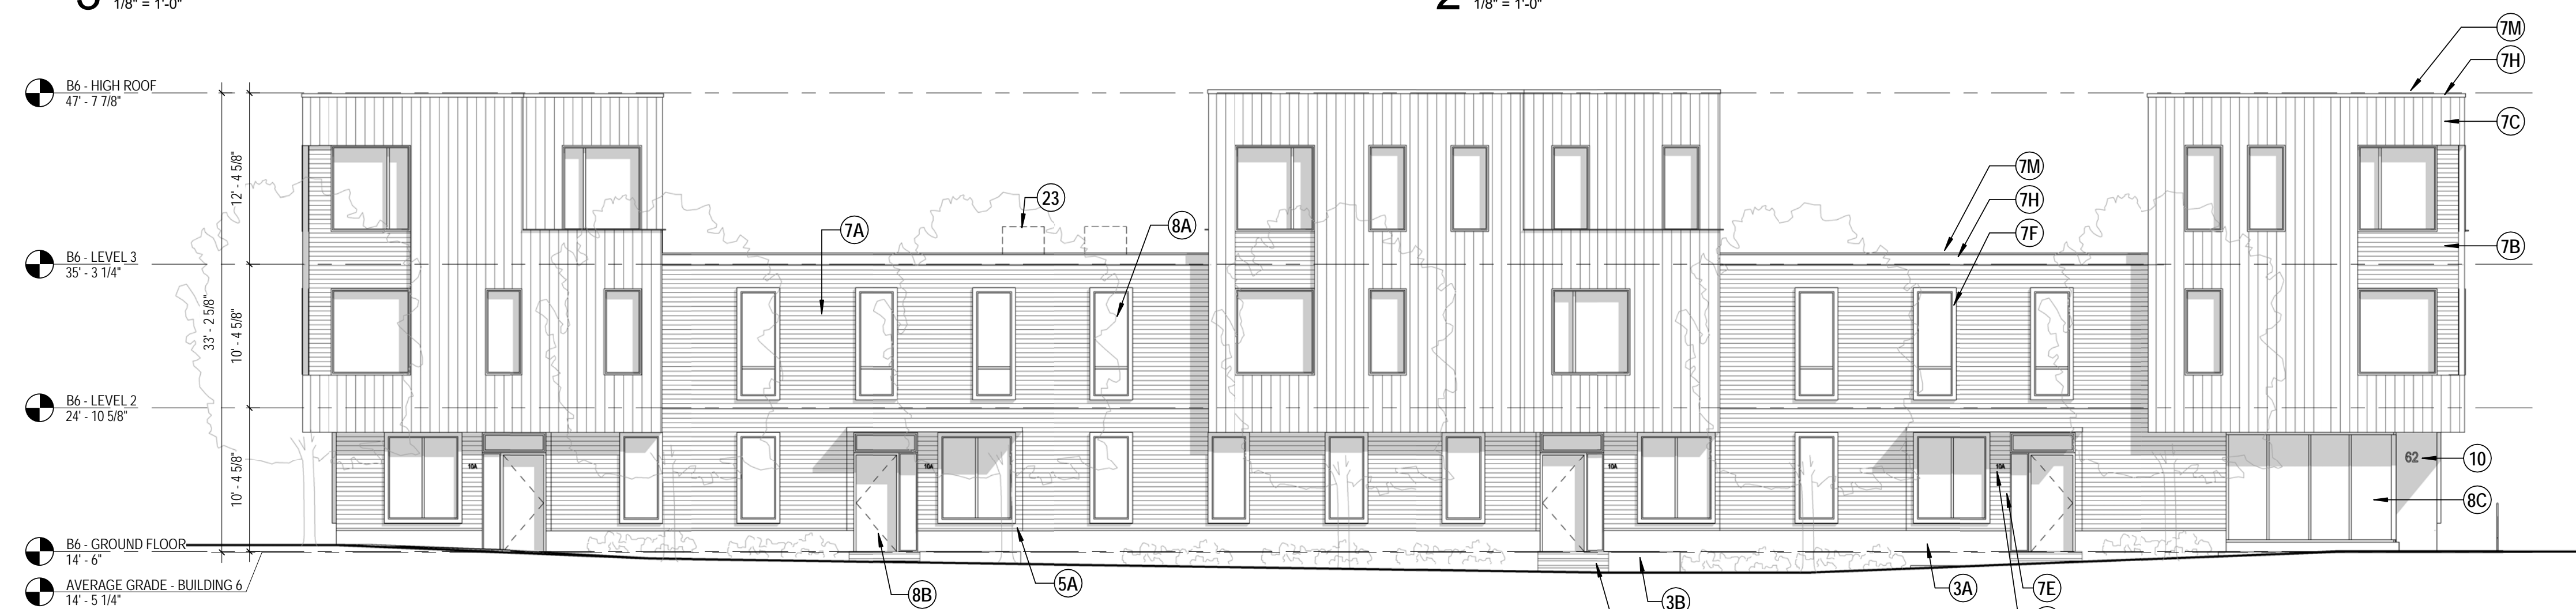 1/8" = 1'-0"
1/8" = 1'-0"
7M
7H
B6 - HIGH ROOF
47' - 7 7/8"
7C
12' - 4 5/8"
7M
23
7H
8A
7A
7F
7B
B6 - LEVEL 3
35' - 3 1/4"
33' - 2 5/8"
10' - 4 5/8"
B6 - LEVEL 2
24' - 10 5/8"
10' - 4 5/8"
10A
10A
10A
10A
62
10
8C
B6 - GROUND FLOOR
14' - 6"
AVERAGE GRADE - BUILDING 6
14' - 5 1/4"
8B
5A
3B
3A
7E